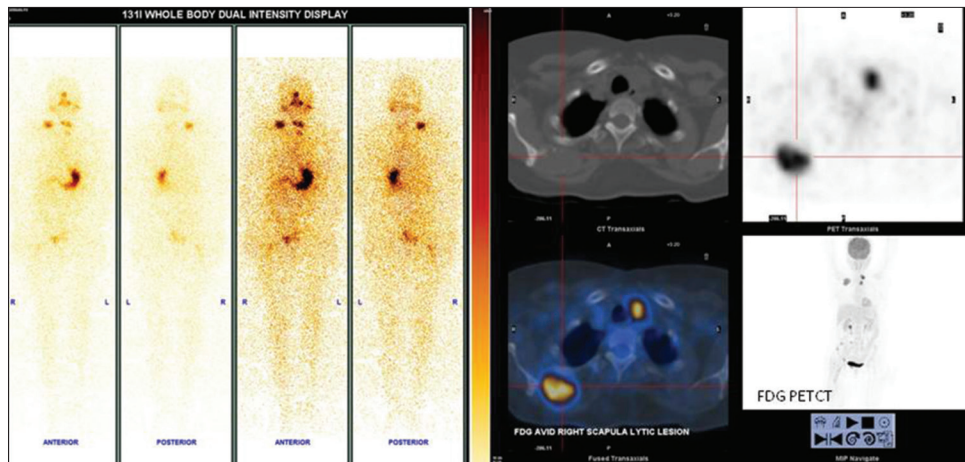 131I WHOLE BODY DUAL INTENSITY DISPLAY
R
L
L
R
R
L
L
R
ANTERIOR
POSTERIOR
ANTERIOR
POSTERIOR
A
P
CT Transaxials
A
PET Transaxials
A
FDG AVID RIGHT SCAPULA LYTIC LESION
P
Fused Transaxials
FDG PETCT
MIP Navigate